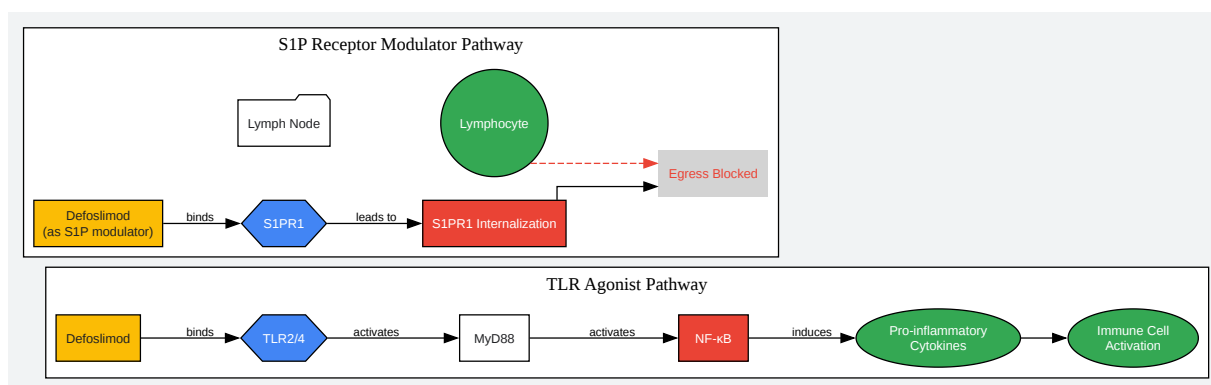 S1P Receptor Modulator Pathway
Lymph Node
Lymphocyte
Egress Blocked
Defoslimod
(as S1P modulator)
binds
S1PR1
leads to
S1PR1 Internalization
TLR Agonist Pathway
Defoslimod
binds
TLR2/4
activates
MyD88
activates
NF-κB
induces
Pro-inflammatory
Cytokines
Immune Cell
Activation